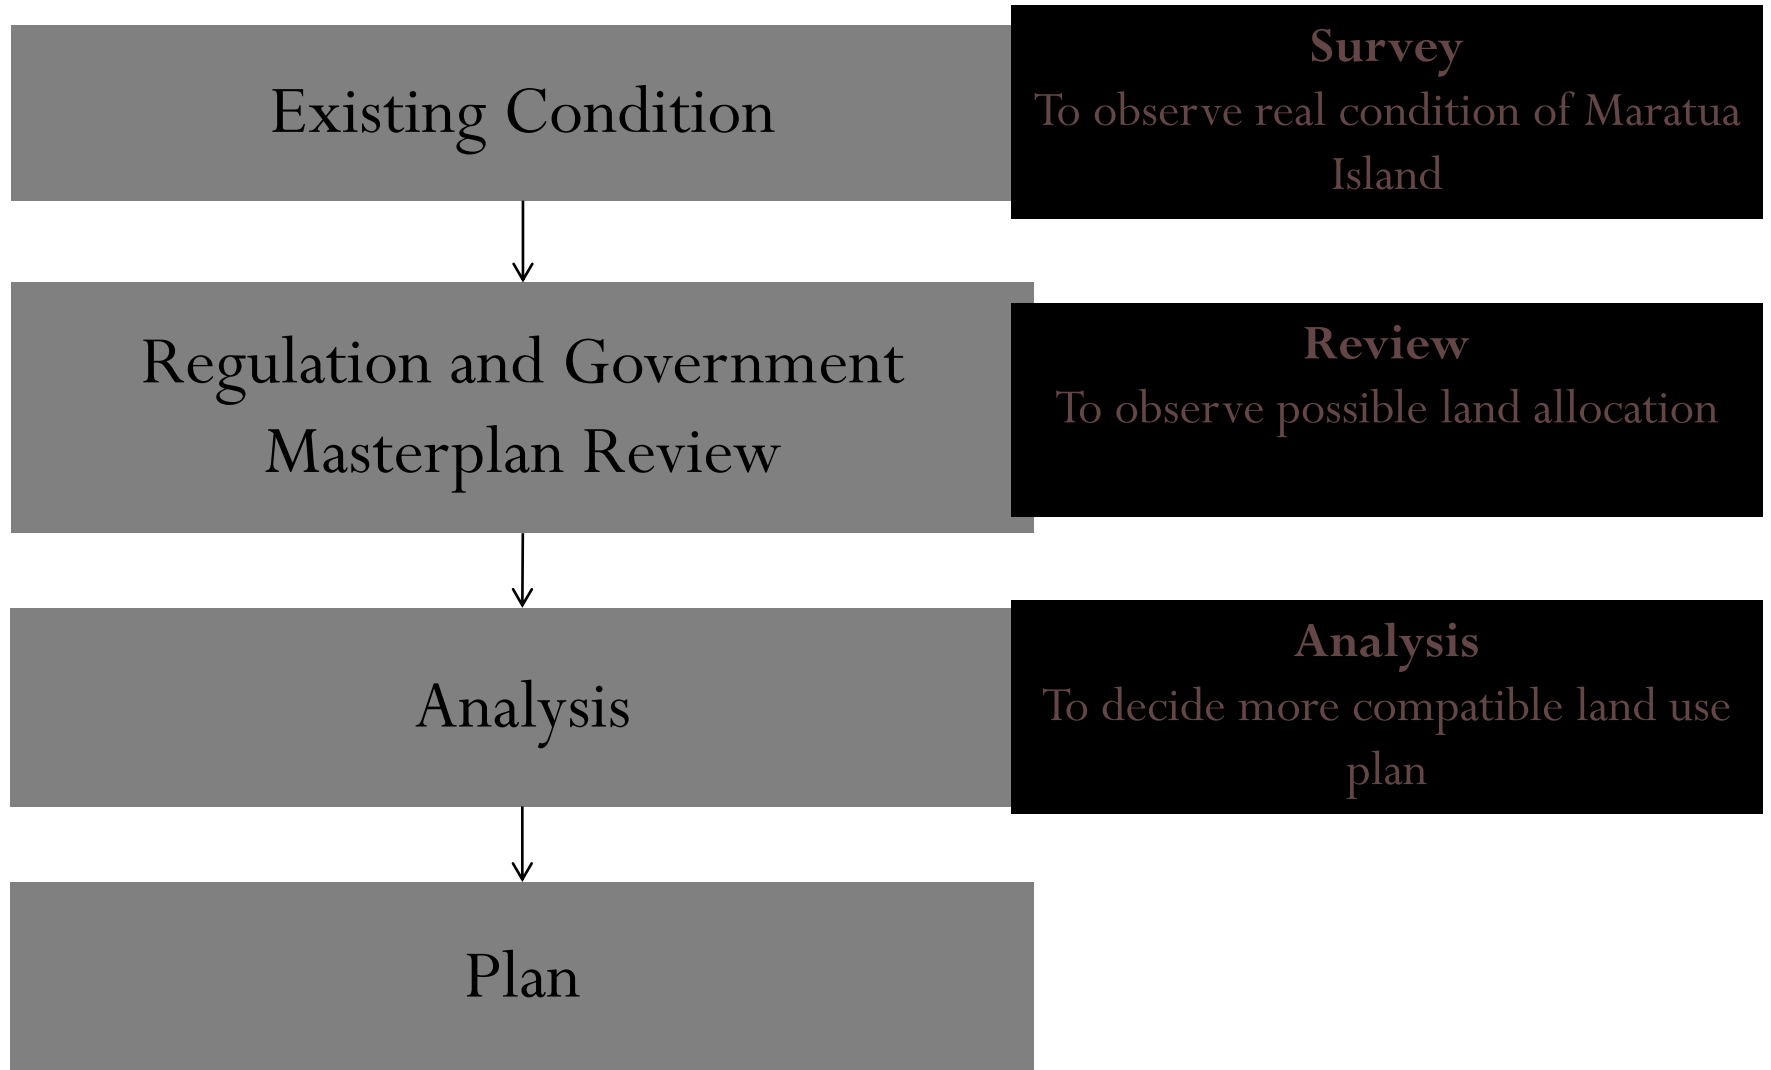 Existing Condition
Survey
To observe real condition of Maratua
Island
Regulation and Government
Masterplan Review
Review
To observe possible land allocation
Analysis
Analysis
To decide more compatible land use
plan
Plan